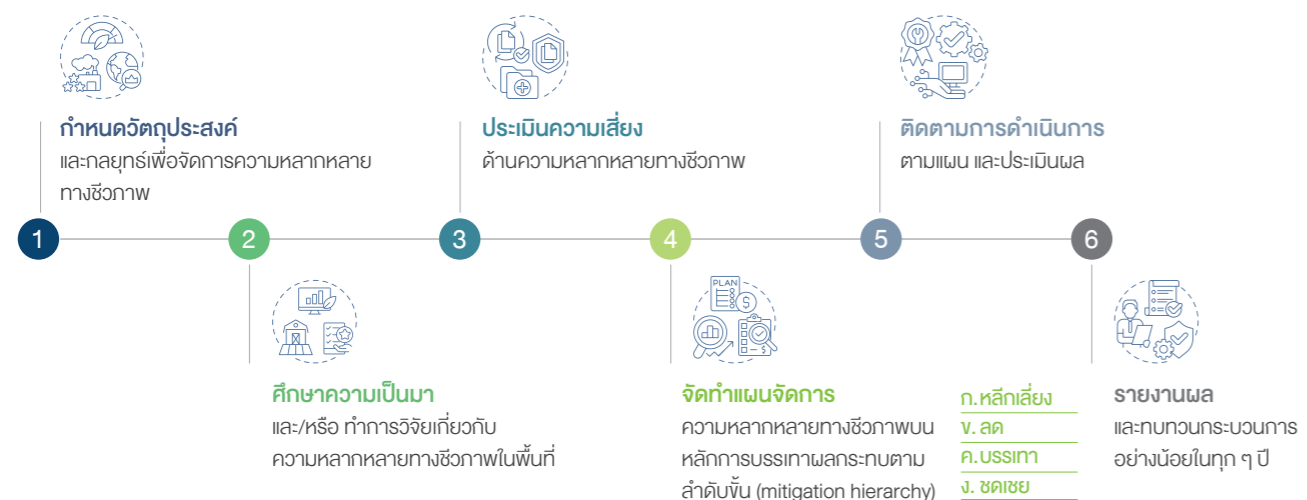 กำหนดวัตถุประสงค์
และกลยุทธ์เพื่อจัดการความหลากหลาย
ทางชีวภาพ
ประเมินความเสี่ยง
ด้านความหลากหลายทางชีวภาพ
ติดตามการดำเนินการ
ตามแผน และประเมินผล
1
2
3
4
5
6
PLAN
$
$
ศึกษาความเป็นมา
และ/หรือ ทำการวิจัยเกี่ยวกับ
ความหลากหลายทางชีวภาพในพื้นที่
จัดทำแผนจัดการ
ความหลากหลายทางชีวภาพบน
หลักการบรรเทาผลกระทบตาม
ลำดับขั้น (mitigation hierarchy)
ก.หลีกเลี่ยง
ข. ลด
ค.บรรเทา
ง. ชดเชย
รายงานผล
และทบทวนกระบวนการ
อย่างน้อยในทุก ๆ ปี